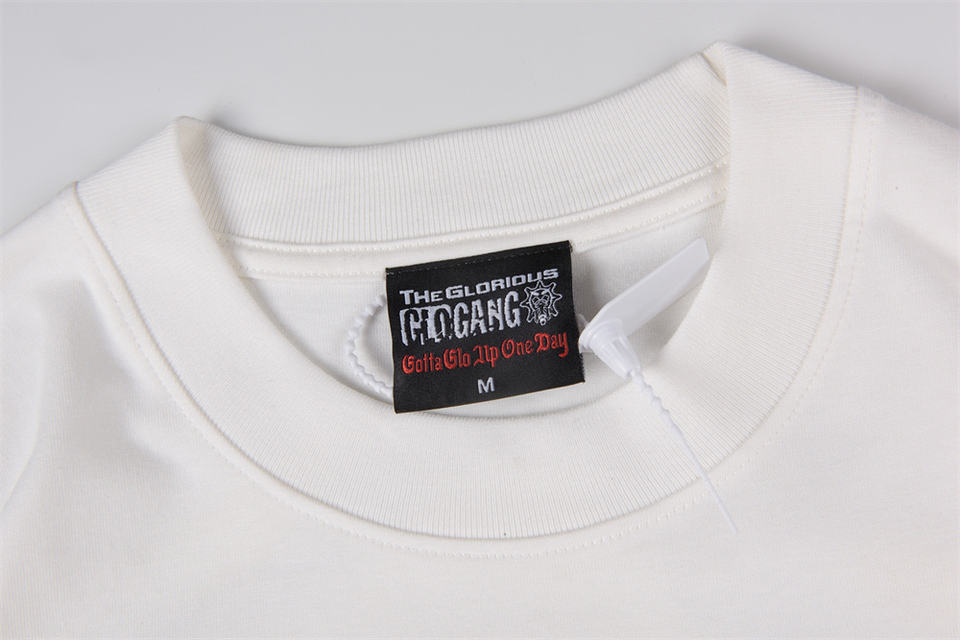 THE GLORIOUS
GLOGANG
Gotta Glo Up One Day
M